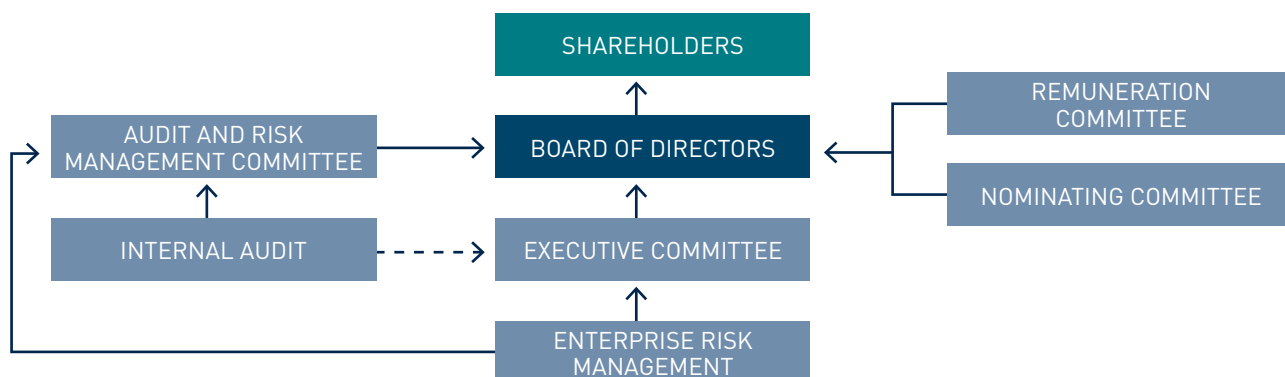 SHAREHOLDERS
REMUNERATION
COMMITTEE
AUDIT AND RISK
MANAGEMENT COMMITTEE
BOARD OF DIRECTORS
NOMINATING COMMITTEE
INTERNAL AUDIT
EXECUTIVE COMMITTEE
ENTERPRISE RISK
MANAGEMENT